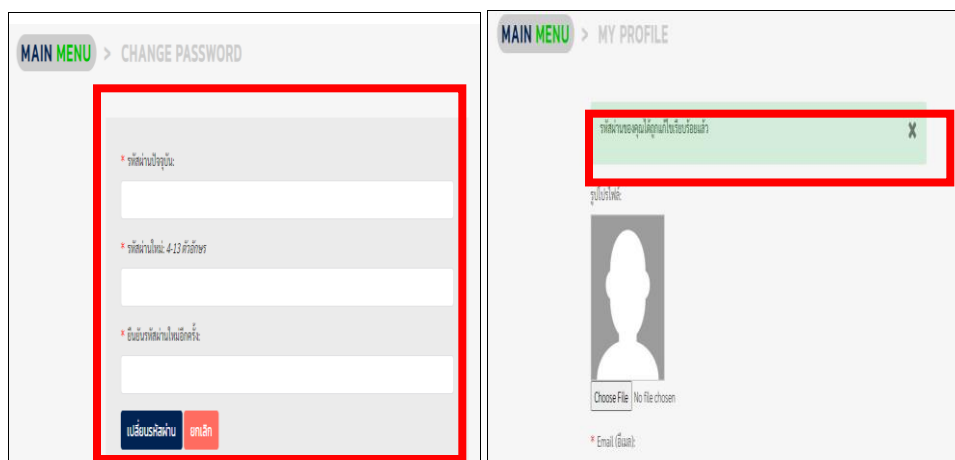 MAIN MENU > CHANGE PASSWORD
* รหัสผ่านปัจจุบัน:
* รหัสผ่านใหม่: 4-13 ตัวอักษร
* ยืนยันรหัสผ่านใหม่อีกครั้ง:
เปลี่ยนรหัสผ่าน ยกเลิก
MAIN MENU > MY PROFILE
รหัสผ่านของคุณได้ถูกแก้ไขเรียบร้อยแล้ว X
รูปโปรไฟล์:
Choose File No file chosen
* Email (อีเมล):